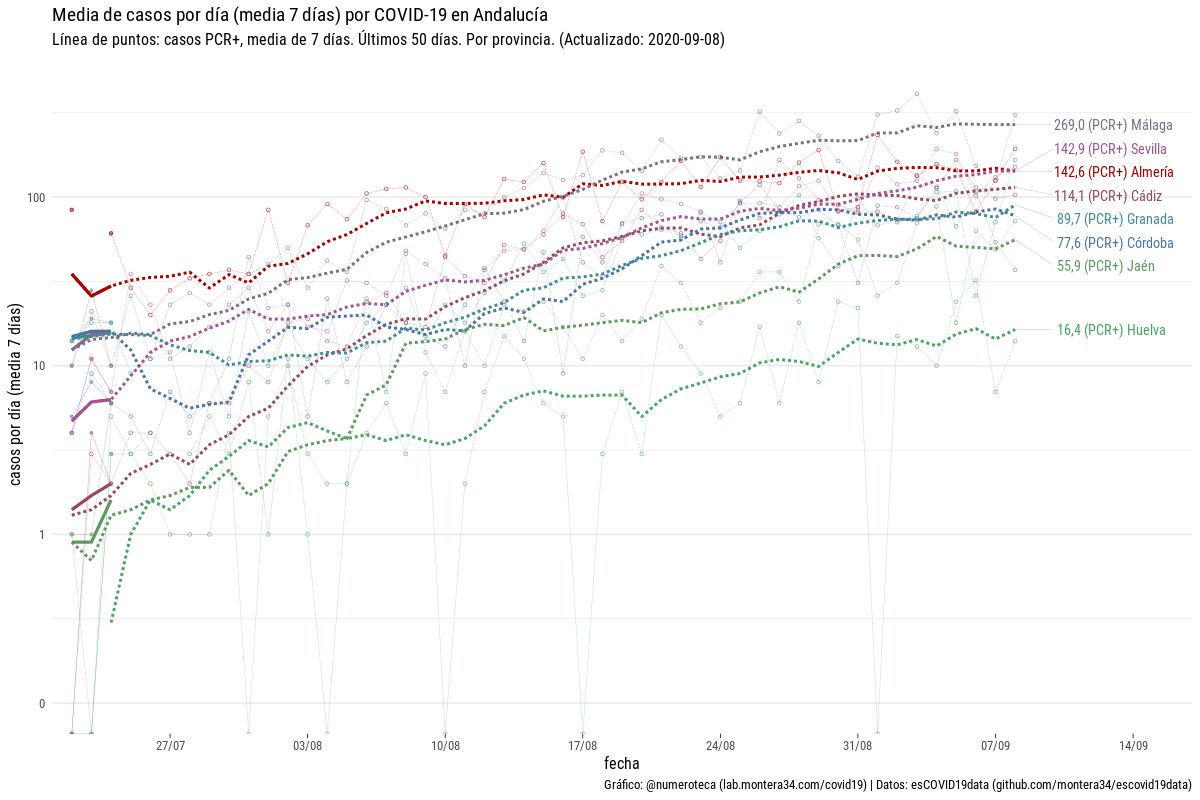 Media de casos por día (media 7 días) por COVID-19 en Andalucía
Línea de puntos: casos PCR+, media de 7 días. Últimos 50 días. Por provincia. (Actualizado: 2020-09-08)
casos por día (media 7 días)
100
10
1
0
269,0 (PCR+) Málaga
142,9 (PCR+) Sevilla
142,6 (PCR+) Almería
114,1 (PCR+) Cádiz
89,7 (PCR+) Granada
77,6 (PCR+) Córdoba
55,9 (PCR+) Jaén
16,4 (PCR+) Huelva
27/07
03/08
10/08
17/08
24/08
31/08
07/09
14/09
fecha
Gráfico: @numeroteca (lab.montera34.com/covid19) | Datos: esCOVID19data (github.com/montera34/escovid19data)